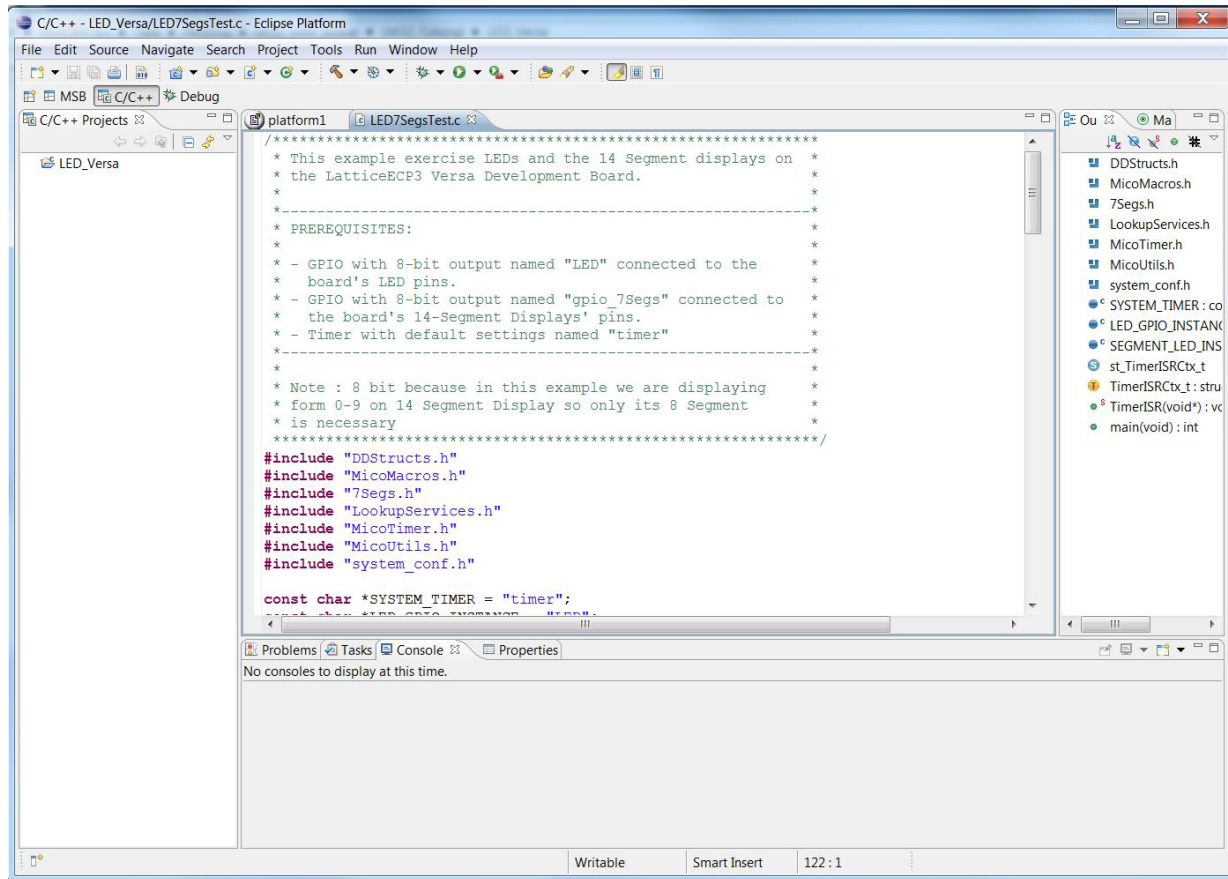 C/C++ - LED_Versa/LED7SegsTest.c - Eclipse Platform
File Edit Source Navigate Search Project Tools Run Window Help
MSB C/C++ Debug
C/C++ Projects
LED_Versa
platform1 LED7SegsTest.c
/**************************************************************
* This example exercise LEDs and the 14 Segment displays on *
* the LatticeECP3 Versa Development Board. *
* *
*------------------------------------------------------------*
* PREREQUISITES: *
* *
* - GPIO with 8-bit output named "LED" connected to the *
* board's LED pins. *
* - GPIO with 8-bit output named "gpio_7Segs" connected to *
* the board's 14-Segment Displays' pins. *
* - Timer with default settings named "timer" *
*------------------------------------------------------------*
* *
* Note : 8 bit because in this example we are displaying *
* form 0-9 on 14 Segment Display so only its 8 Segment *
* is necessary *
**************************************************************/
#include "DDStructs.h"
#include "MicoMacros.h"
#include "7Segs.h"
#include "LookupServices.h"
#include "MicoTimer.h"
#include "MicoUtils.h"
#include "system_conf.h"
const char *SYSTEM_TIMER = "timer";
Ou Ma
DDStructs.h
MicoMacros.h
7Segs.h
LookupServices.h
MicoTimer.h
MicoUtils.h
system_conf.h
SYSTEM_TIMER : co
LED_GPIO_INSTANC
SEGMENT_LED_INS
st_TimerISRCtx_t
TimerISRCtx_t : stru
TimerISR(void*) : vo
main(void) : int
Problems Tasks Console Properties
No consoles to display at this time.
Writable Smart Insert 122 : 1